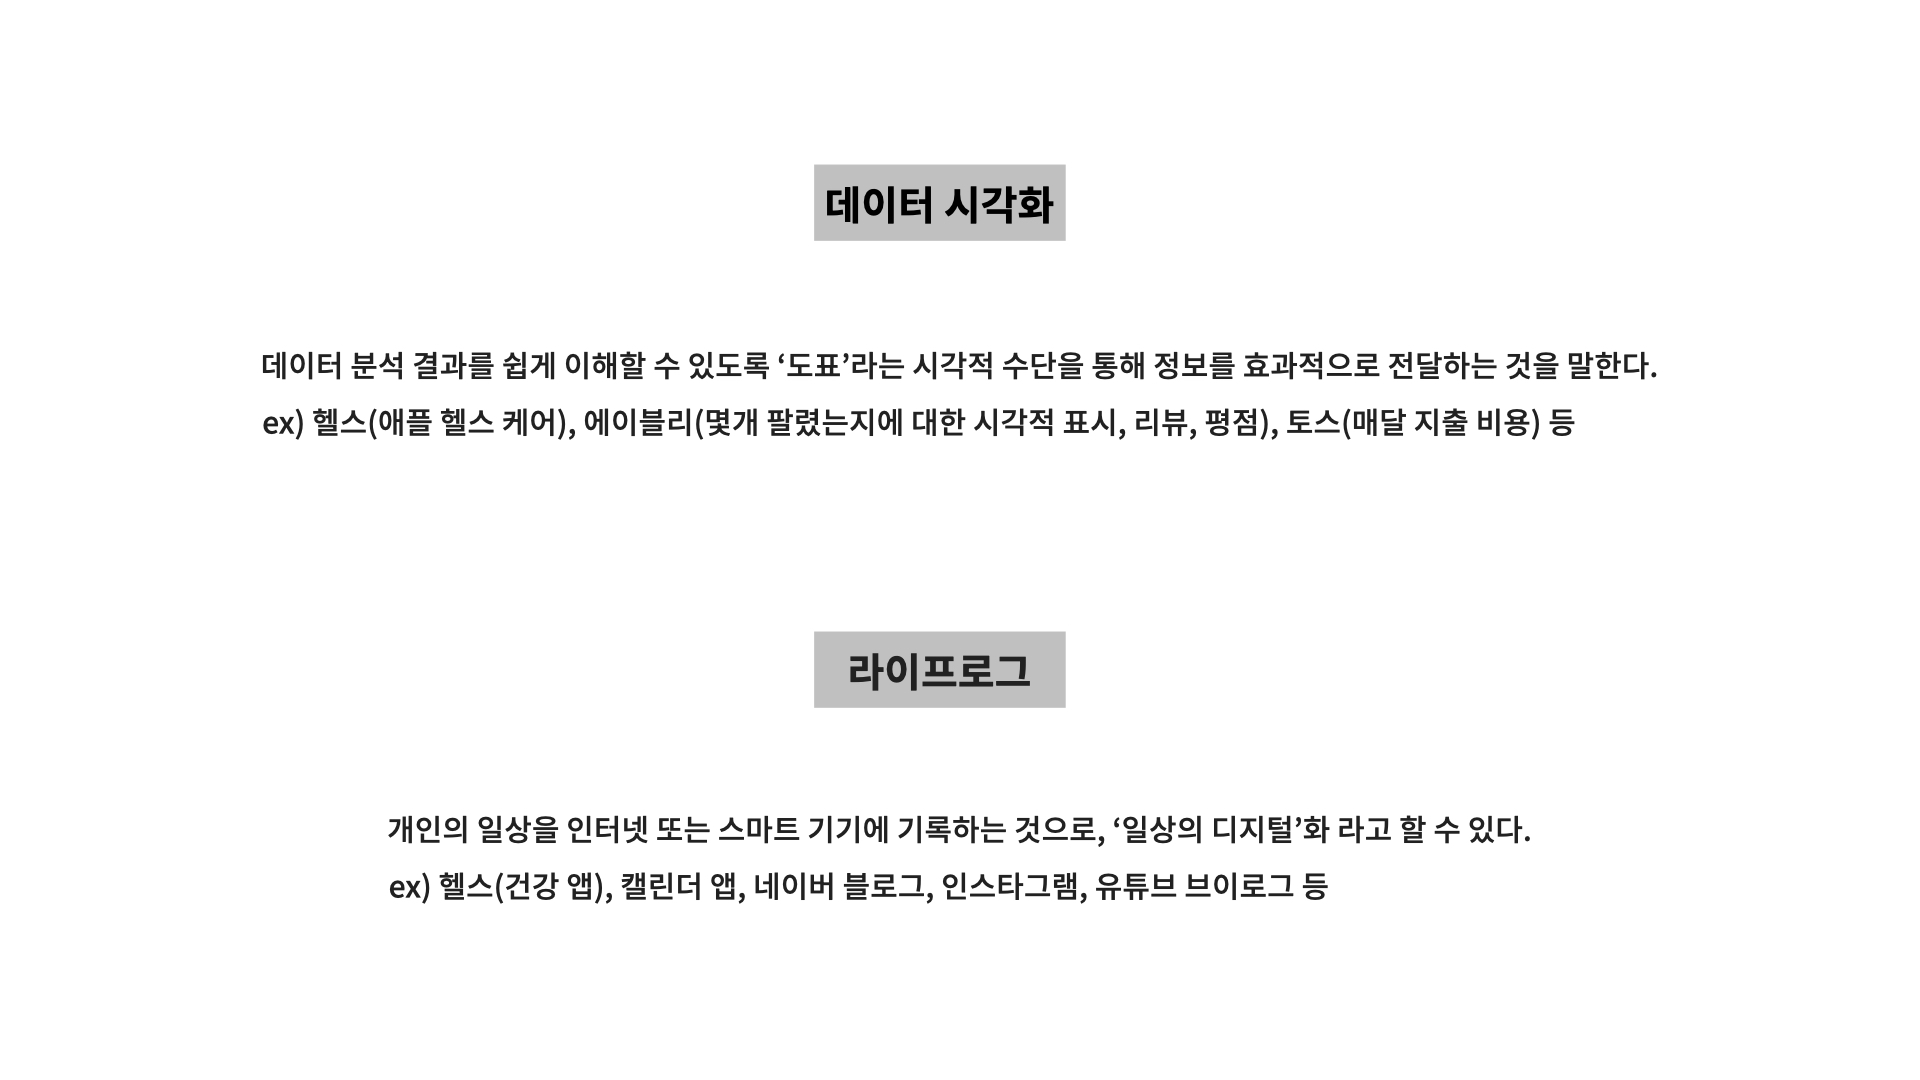 데이터 시각화
데이터 분석 결과를 쉽게 이해할 수 있도록 ‘도표’라는 시각적 수단을 통해 정보를 효과적으로 전달하는 것을 말한다.
ex) 헬스(애플 헬스 케어), 에이블리(몇개 팔렸는지에 대한 시각적 표시, 리뷰, 평점), 토스(매달 지출 비용) 등
라이프로그
개인의 일상을 인터넷 또는 스마트 기기에 기록하는 것으로, ‘일상의 디지털’화 라고 할 수 있다.
ex) 헬스(건강 앱), 캘린더 앱, 네이버 블로그, 인스타그램, 유튜브 브이로그 등